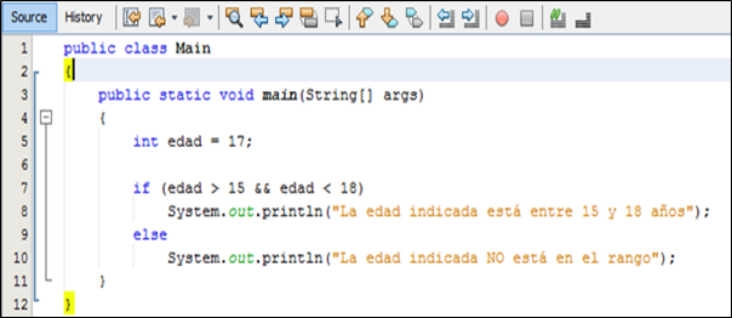 Source History
1 public class Main
2 {
3 public static void main(String[] args)
4 {
5 int edad = 17;
6
7 if (edad > 15 && edad < 18)
8 System.out.println("La edad indicada está entre 15 y 18 años");
9 else
10 System.out.println("La edad indicada NO está en el rango");
11 }
12 }